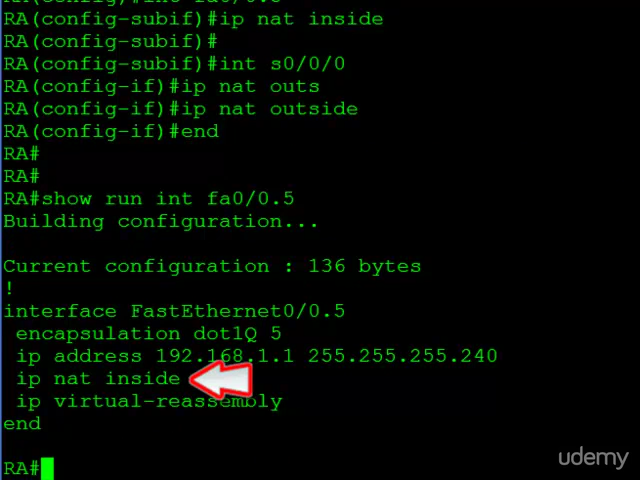 RA(config-subif)#ip nat inside
RA(config-subif)#
RA(config-subif)#int s0/0/0
RA(config-if)#ip nat outs
RA(config-if)#ip nat outside
RA(config-if)#end
RA#
RA#
RA#show run int fa0/0.5
Building configuration...
Current configuration : 136 bytes
!
interface FastEthernet0/0.5
encapsulation dot1Q 5
ip address 192.168.1.1 255.255.255.240
ip nat inside
ip virtual-reassembly
end
RA#
udemy